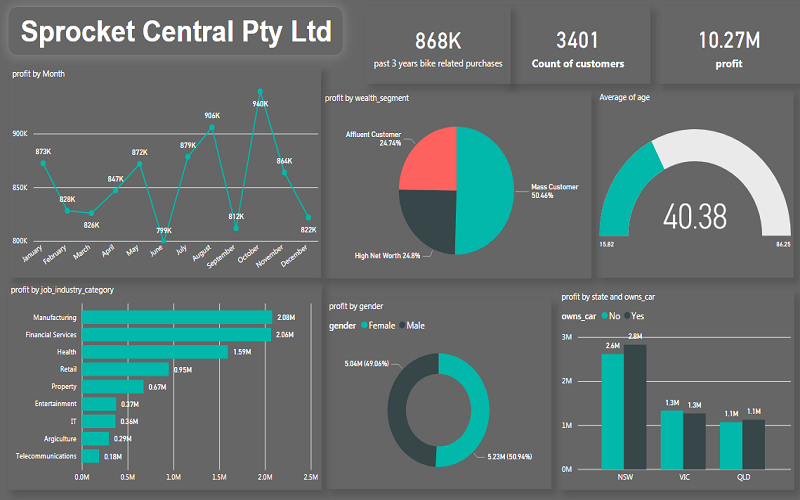 Sprocket Central Pty Ltd
868K
past 3 years bike related purchases
3401
Count of customers
10.27M
profit
profit by Month
900K
850K
800K
873K
828K
826K
847K
872K
799K
879K
906K
812K
940K
864K
822K
January
February
March
April
May
June
July
August
September
October
November
December
profit by wealth_segment
Affluent Customer
24.74%
Mass Customer
50.46%
High Net Worth 24.8%
Average of age
40.38
15.82
86.25
profit by job_industry_category
Manufacturing
2.08M
Financial Services
2.06M
Health
1.59M
Retail
0.95M
Property
0.67M
Entertainment
0.37M
IT
0.36M
Argiculture
0.29M
Telecommunications
0.18M
0.0M
0.5M
1.0M
1.5M
2.0M
2.5M
profit by gender
gender Female Male
5.04M (49.06%)
5.23M (50.94%)
profit by state and owns_car
owns_car No Yes
3M
2M
1M
0M
2.6M
2.8M
1.3M
1.3M
1.1M
1.1M
NSW
VIC
QLD